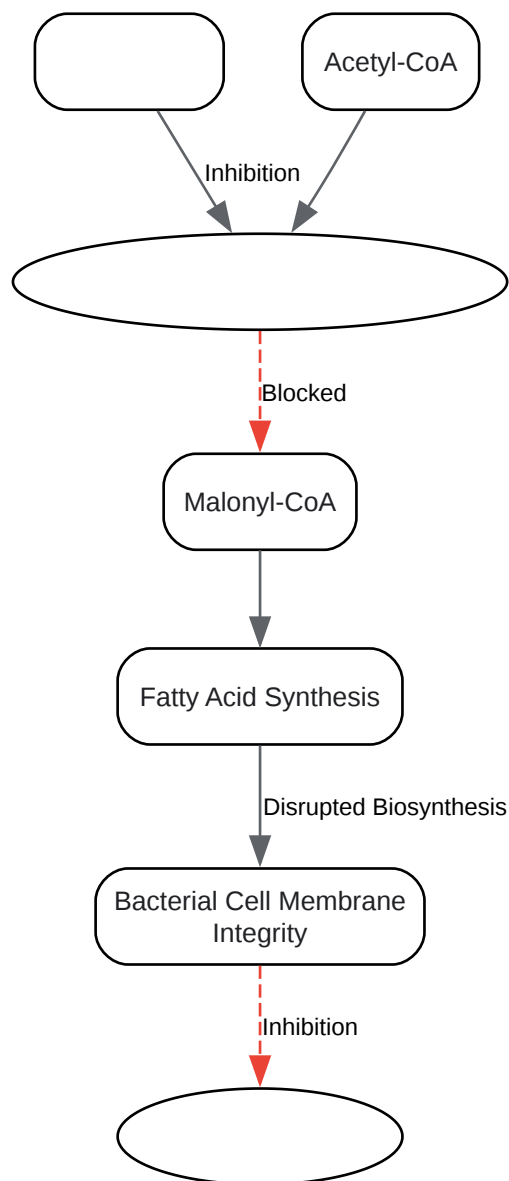 Acetyl-CoA
Inhibition
Blocked
Malonyl-CoA
Fatty Acid Synthesis
Disrupted Biosynthesis
Bacterial Cell Membrane
Integrity
Inhibition